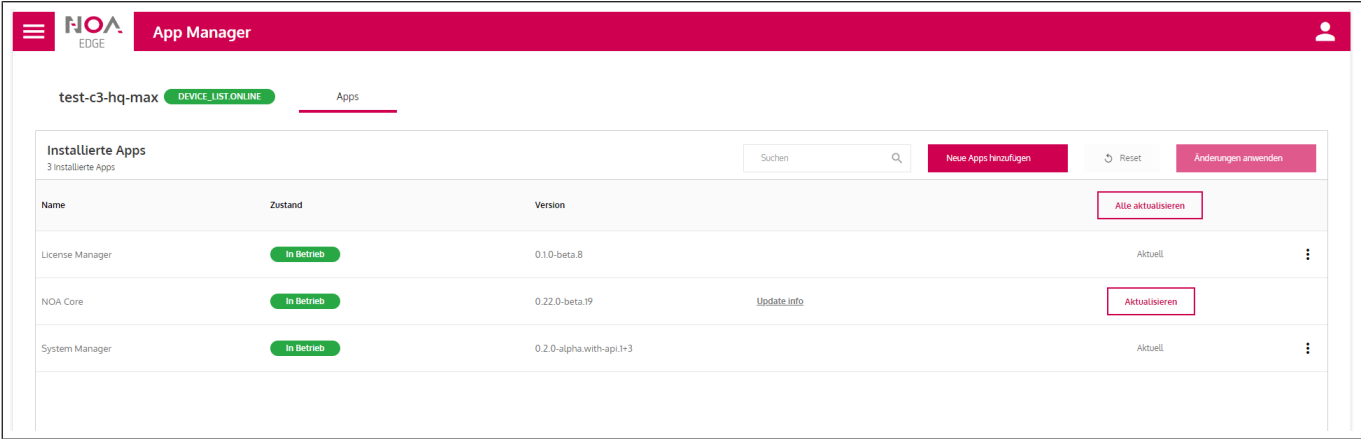 NOA
EDGE
App Manager
test-c3-hq-max
DEVICE_LIST.ONLINE
Apps
Installierte Apps
3 Installierte Apps
Suchen
Neue Apps hinzufügen
Reset
Änderungen anwenden
Name Zustand Version Alle aktualisieren
License Manager In Betrieb 0.1.0-beta.8 Aktuell
NOA Core In Betrieb 0.22.0-beta.19 Update info Aktualisieren
System Manager In Betrieb 0.2.0-alpha.with-api.1+3 Aktuell